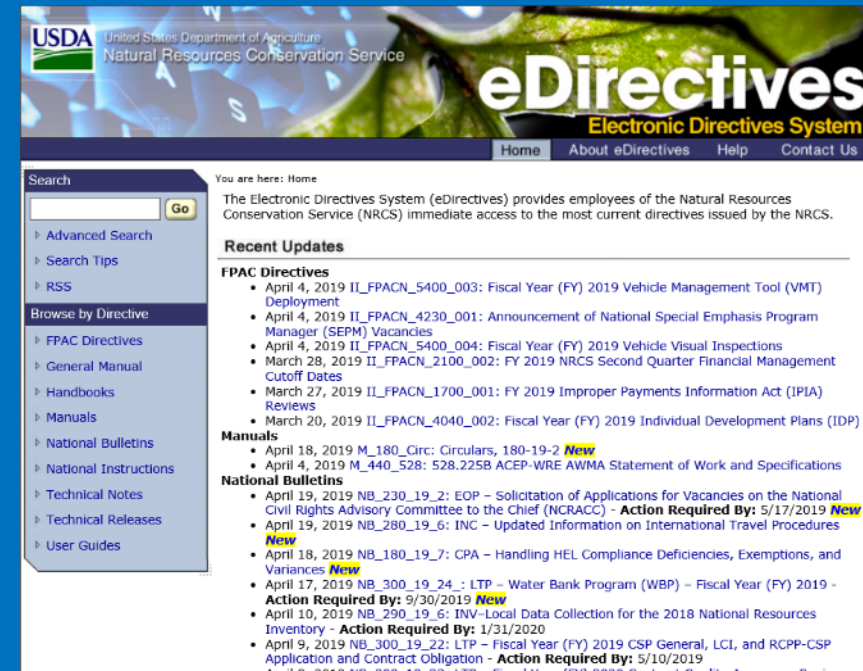 USDA
United States Department of Agriculture
Natural Resources Conservation Service
eDirectives
Electronic Directives System
Home About eDirectives Help Contact Us
Search
Go
Advanced Search
Search Tips
RSS
Browse by Directive
FPAC Directives
General Manual
Handbooks
Manuals
National Bulletins
National Instructions
Technical Notes
Technical Releases
User Guides
You are here: Home
The Electronic Directives System (eDirectives) provides employees of the Natural Resources
Conservation Service (NRCS) immediate access to the most current directives issued by the NRCS.
Recent Updates
FPAC Directives
• April 4, 2019 II_FPACN_5400_003: Fiscal Year (FY) 2019 Vehicle Management Tool (VMT)
Deployment
• April 4, 2019 II_FPACN_4230_001: Announcement of National Special Emphasis Program
Manager (SEPM) Vacancies
• April 4, 2019 II_FPACN_5400_004: Fiscal Year (FY) 2019 Vehicle Visual Inspections
• March 28, 2019 II_FPACN_2100_002: FY 2019 NRCS Second Quarter Financial Management
Cutoff Dates
• March 27, 2019 II_FPACN_1700_001: FY 2019 Improper Payments Information Act (IPIA)
Reviews
• March 20, 2019 II_FPACN_4040_002: Fiscal Year (FY) 2019 Individual Development Plans (IDP)
Manuals
• April 18, 2019 M_180_Circ: Circulars, 180-19-2 New
• April 4, 2019 M_440_528: 528.225B ACEP-WRE AWMA Statement of Work and Specifications
National Bulletins
• April 19, 2019 NB_230_19_2: EOP – Solicitation of Applications for Vacancies on the National
Civil Rights Advisory Committee to the Chief (NCRACC) - Action Required By: 5/17/2019 New
• April 19, 2019 NB_280_19_6: INC – Updated Information on International Travel Procedures
New
• April 18, 2019 NB_180_19_7: CPA – Handling HEL Compliance Deficiencies, Exemptions, and
Variances New
• April 17, 2019 NB_300_19_24_: LTP – Water Bank Program (WBP) – Fiscal Year (FY) 2019 -
Action Required By: 9/30/2019 New
• April 10, 2019 NB_290_19_6: INV–Local Data Collection for the 2018 National Resources
Inventory - Action Required By: 1/31/2020
• April 9, 2019 NB_300_19_22: LTP – Fiscal Year (FY) 2019 CSP General, LCI, and RCPP-CSP
Application and Contract Obligation - Action Required By: 5/10/2019